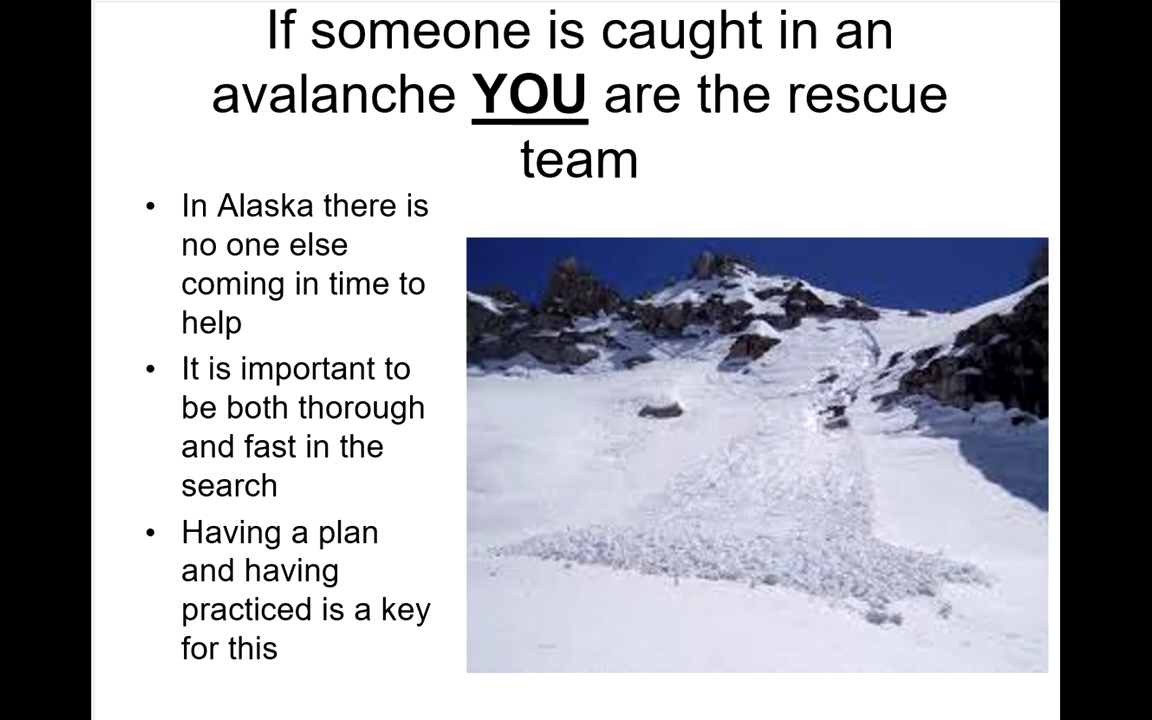 If someone is caught in an
avalanche YOU are the rescue
team
• In Alaska there is
no one else
coming in time to
help
• It is important to
be both thorough
and fast in the
search
• Having a plan
and having
practiced is a key
for this